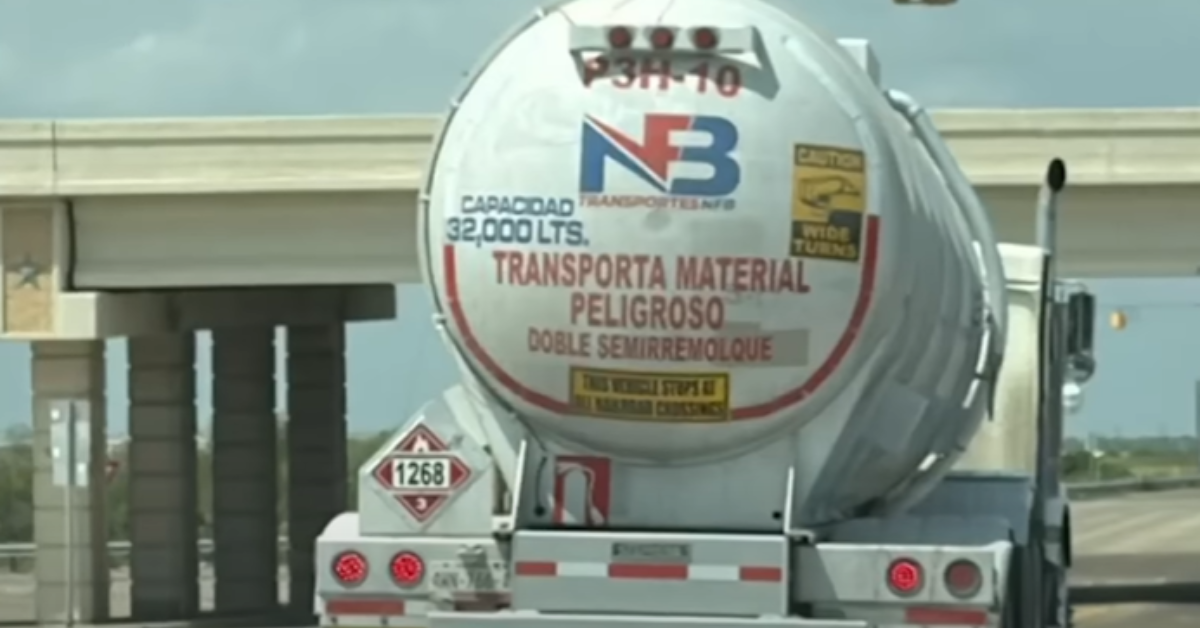 P3H-10
NFB
TRANSPORTES NFB
CAPACIDAD
32,000 LTS.
CAUTION
WIDE
TURNS
TRANSPORTA MATERIAL
PELIGROSO
DOBLE SEMIRREMOLQUE
THIS VEHICLE STOPS AT
ALL RAILROAD CROSSINGS
1268
3